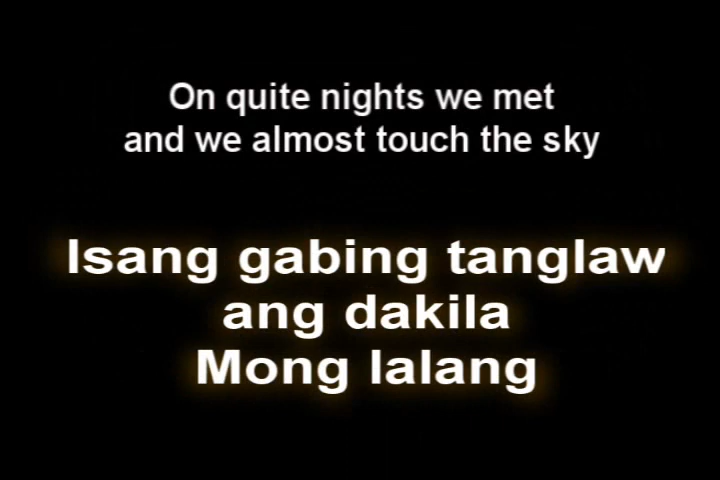 On quite nights we met
and we almost touch the sky
Isang gabing tanglaw
ang dakila
Mong lalang